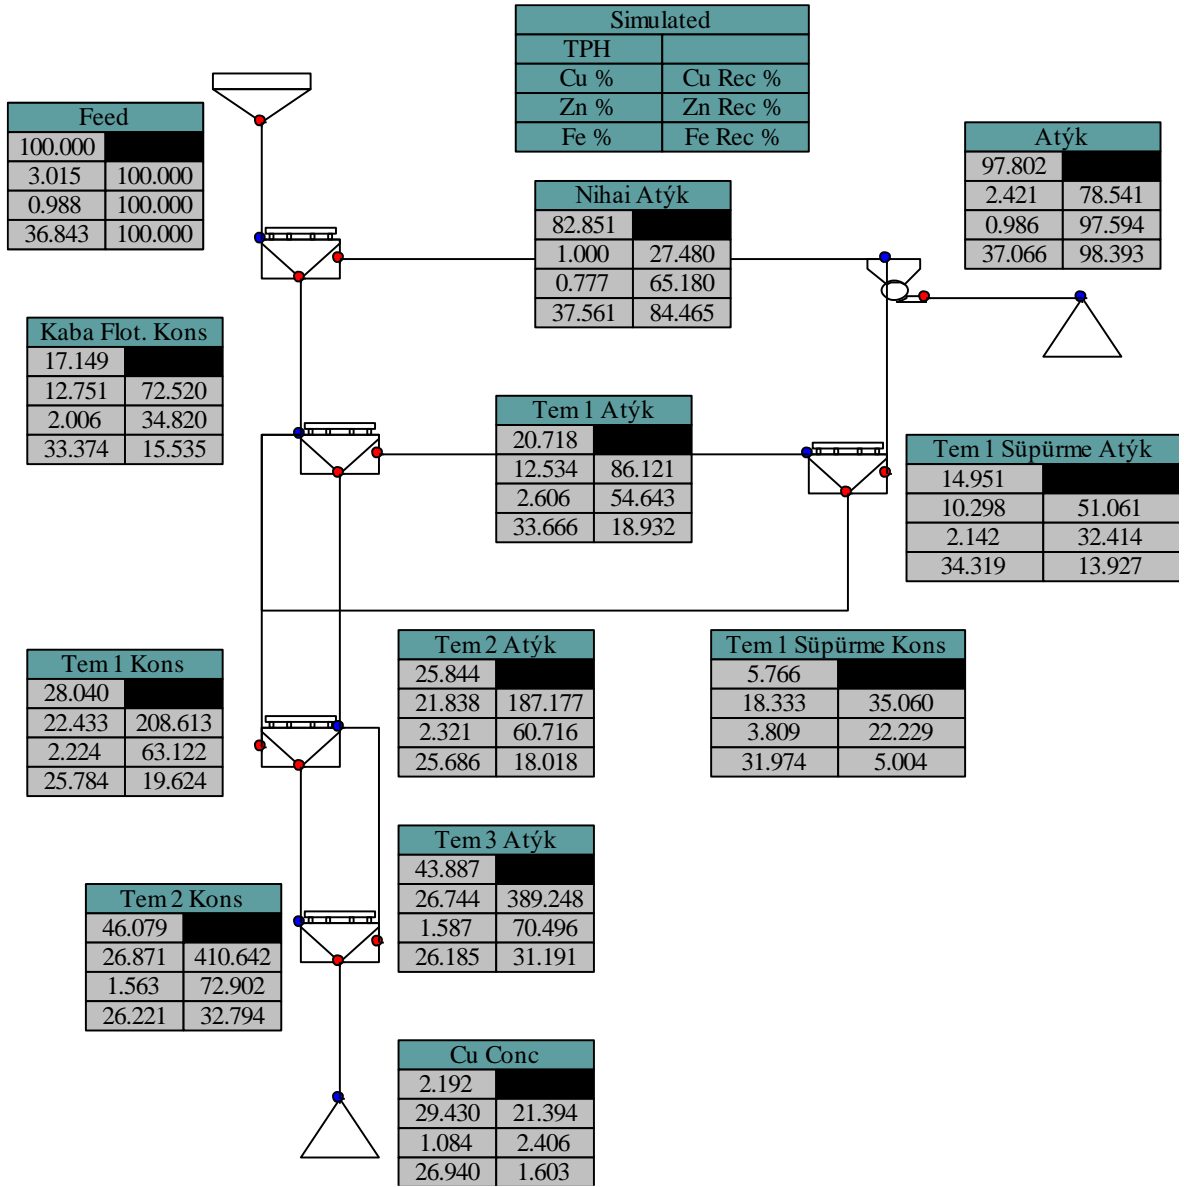 Simulated
TPH
Cu % Cu Rec %
Zn % Zn Rec %
Fe % Fe Rec %
Feed
100.000
3.015 100.000
0.988 100.000
36.843 100.000
Atýk
97.802
2.421 78.541
0.986 97.594
37.066 98.393
Nihai Atýk
82.851
1.000 27.480
0.777 65.180
37.561 84.465
Kaba Flot. Kons
17.149
12.751 72.520
2.006 34.820
33.374 15.535
Tem 1 Atýk
20.718
12.534 86.121
2.606 54.643
33.666 18.932
Tem 1 Süpürme Atýk
14.951
10.298 51.061
2.142 32.414
34.319 13.927
Tem 1 Kons
28.040
22.433 208.613
2.224 63.122
25.784 19.624
Tem 2 Atýk
25.844
21.838 187.177
2.321 60.716
25.686 18.018
Tem 1 Süpürme Kons
5.766
18.333 35.060
3.809 22.229
31.974 5.004
Tem 2 Kons
46.079
26.871 410.642
1.563 72.902
26.221 32.794
Tem 3 Atýk
43.887
26.744 389.248
1.587 70.496
26.185 31.191
Cu Conc
2.192
29.430 21.394
1.084 2.406
26.940 1.603